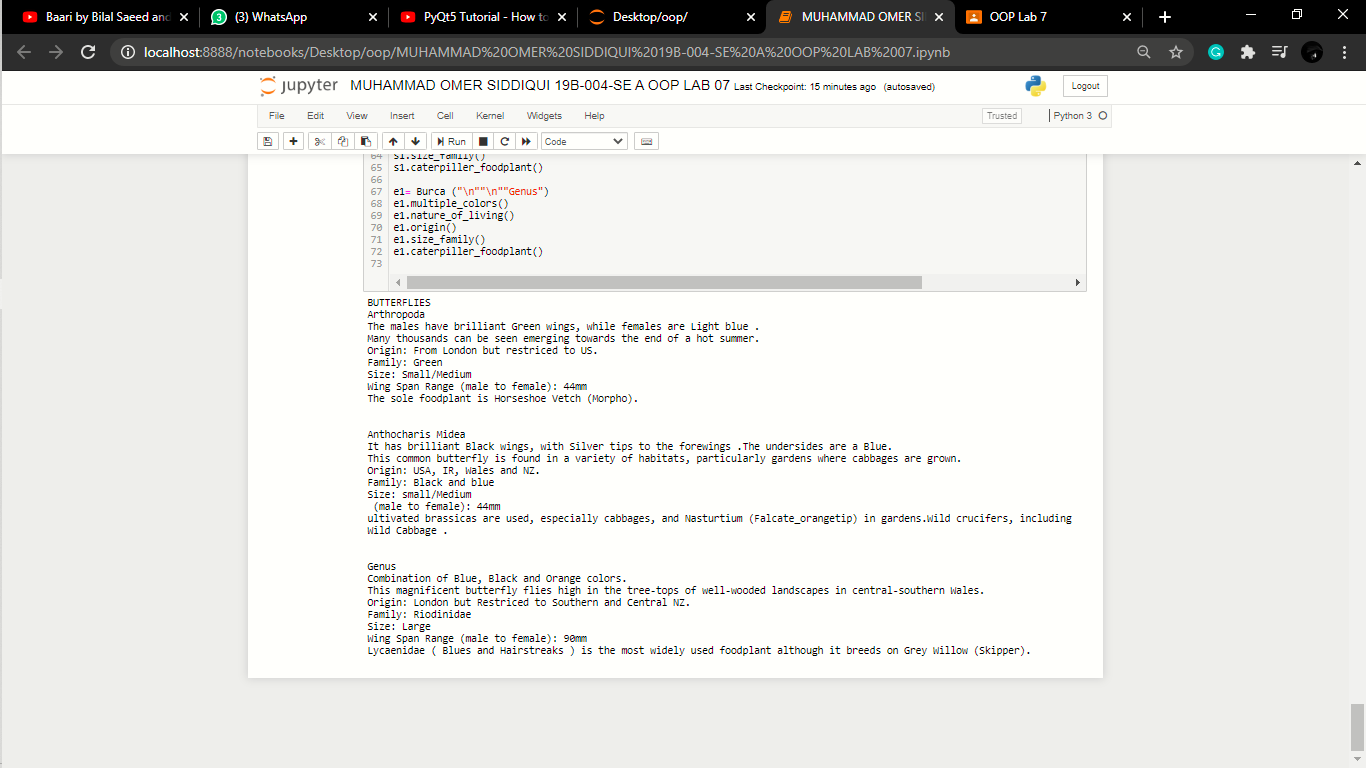 Baari by Bilal Saeed and
(3) WhatsApp
PyQt5 Tutorial - How to
Desktop/oop/
MUHAMMAD OMER SI
OOP Lab 7
localhost:8888/notebooks/Desktop/oop/MUHAMMAD%20OMER%20SIDDIQUI%2019B-004-SE%20A%20OOP%20LAB%2007.ipynb
jupyter MUHAMMAD OMER SIDDIQUI 19B-004-SE A OOP LAB 07 Last Checkpoint: 15 minutes ago (autosaved)
Logout
File Edit View Insert Cell Kernel Widgets Help
Trusted
Python 3
Run
Code
64 s1.size_family()
65 s1.caterpiller_foodplant()
66
67 e1= Burca ("\n""\n""Genus")
68 e1.multiple_colors()
69 e1.nature_of_living()
70 e1.origin()
71 e1.size_family()
72 e1.caterpiller_foodplant()
73
BUTTERFLIES
Arthropoda
The males have brilliant Green wings, while females are Light blue .
Many thousands can be seen emerging towards the end of a hot summer.
Origin: From London but restriced to US.
Family: Green
Size: Small/Medium
Wing Span Range (male to female): 44mm
The sole foodplant is Horseshoe Vetch (Morpho).
Anthocharis Midea
It has brilliant Black wings, with Silver tips to the forewings .The undersides are a Blue.
This common butterfly is found in a variety of habitats, particularly gardens where cabbages are grown.
Origin: USA, IR, Wales and NZ.
Family: Black and blue
Size: small/Medium
(male to female): 44mm
ultivated brassicas are used, especially cabbages, and Nasturtium (Falcate_orangetip) in gardens.Wild crucifers, including
Wild Cabbage .
Genus
Combination of Blue, Black and Orange colors.
This magnificent butterfly flies high in the tree-tops of well-wooded landscapes in central-southern Wales.
Origin: London but Restriced to Southern and Central NZ.
Family: Riodinidae
Size: Large
Wing Span Range (male to female): 90mm
Lycaenidae ( Blues and Hairstreaks ) is the most widely used foodplant although it breeds on Grey Willow (Skipper).